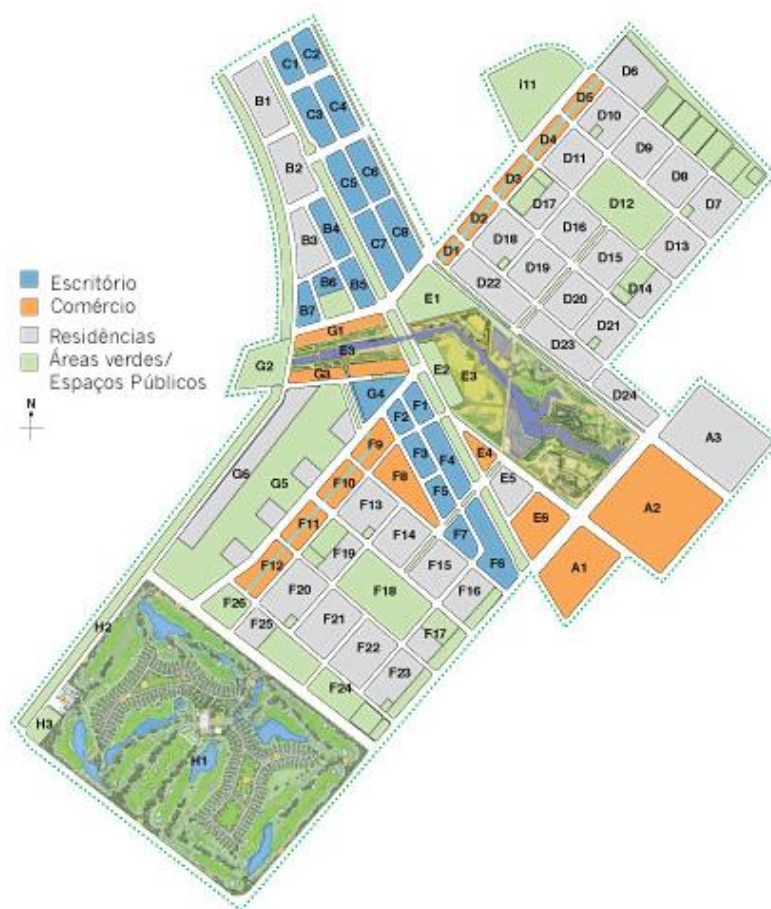 C1
C2
B1
C3
C4
B2
C5
C6
B3
B4
C7
C8
B6
B5
B7
i11
D6
D5
D10
D4
D9
D11
D8
D3
D7
D17
D12
D2
D16
D18
D13
D1
D15
D19
D14
D22
D20
D21
D23
D24
Escritório
Comércio
Residências
Áreas verdes/
Espaços Públicos
N
E1
G1
E3
G2
G3
E2
E3
G4
F1
F2
F3
F4
E4
F9
F8
E5
F5
G6
G5
F10
F13
E6
F11
F14
F7
F6
F19
F15
F12
F18
F16
F20
F26
F21
F25
F17
F22
F23
F24
A3
A2
A1
H2
H3
H1